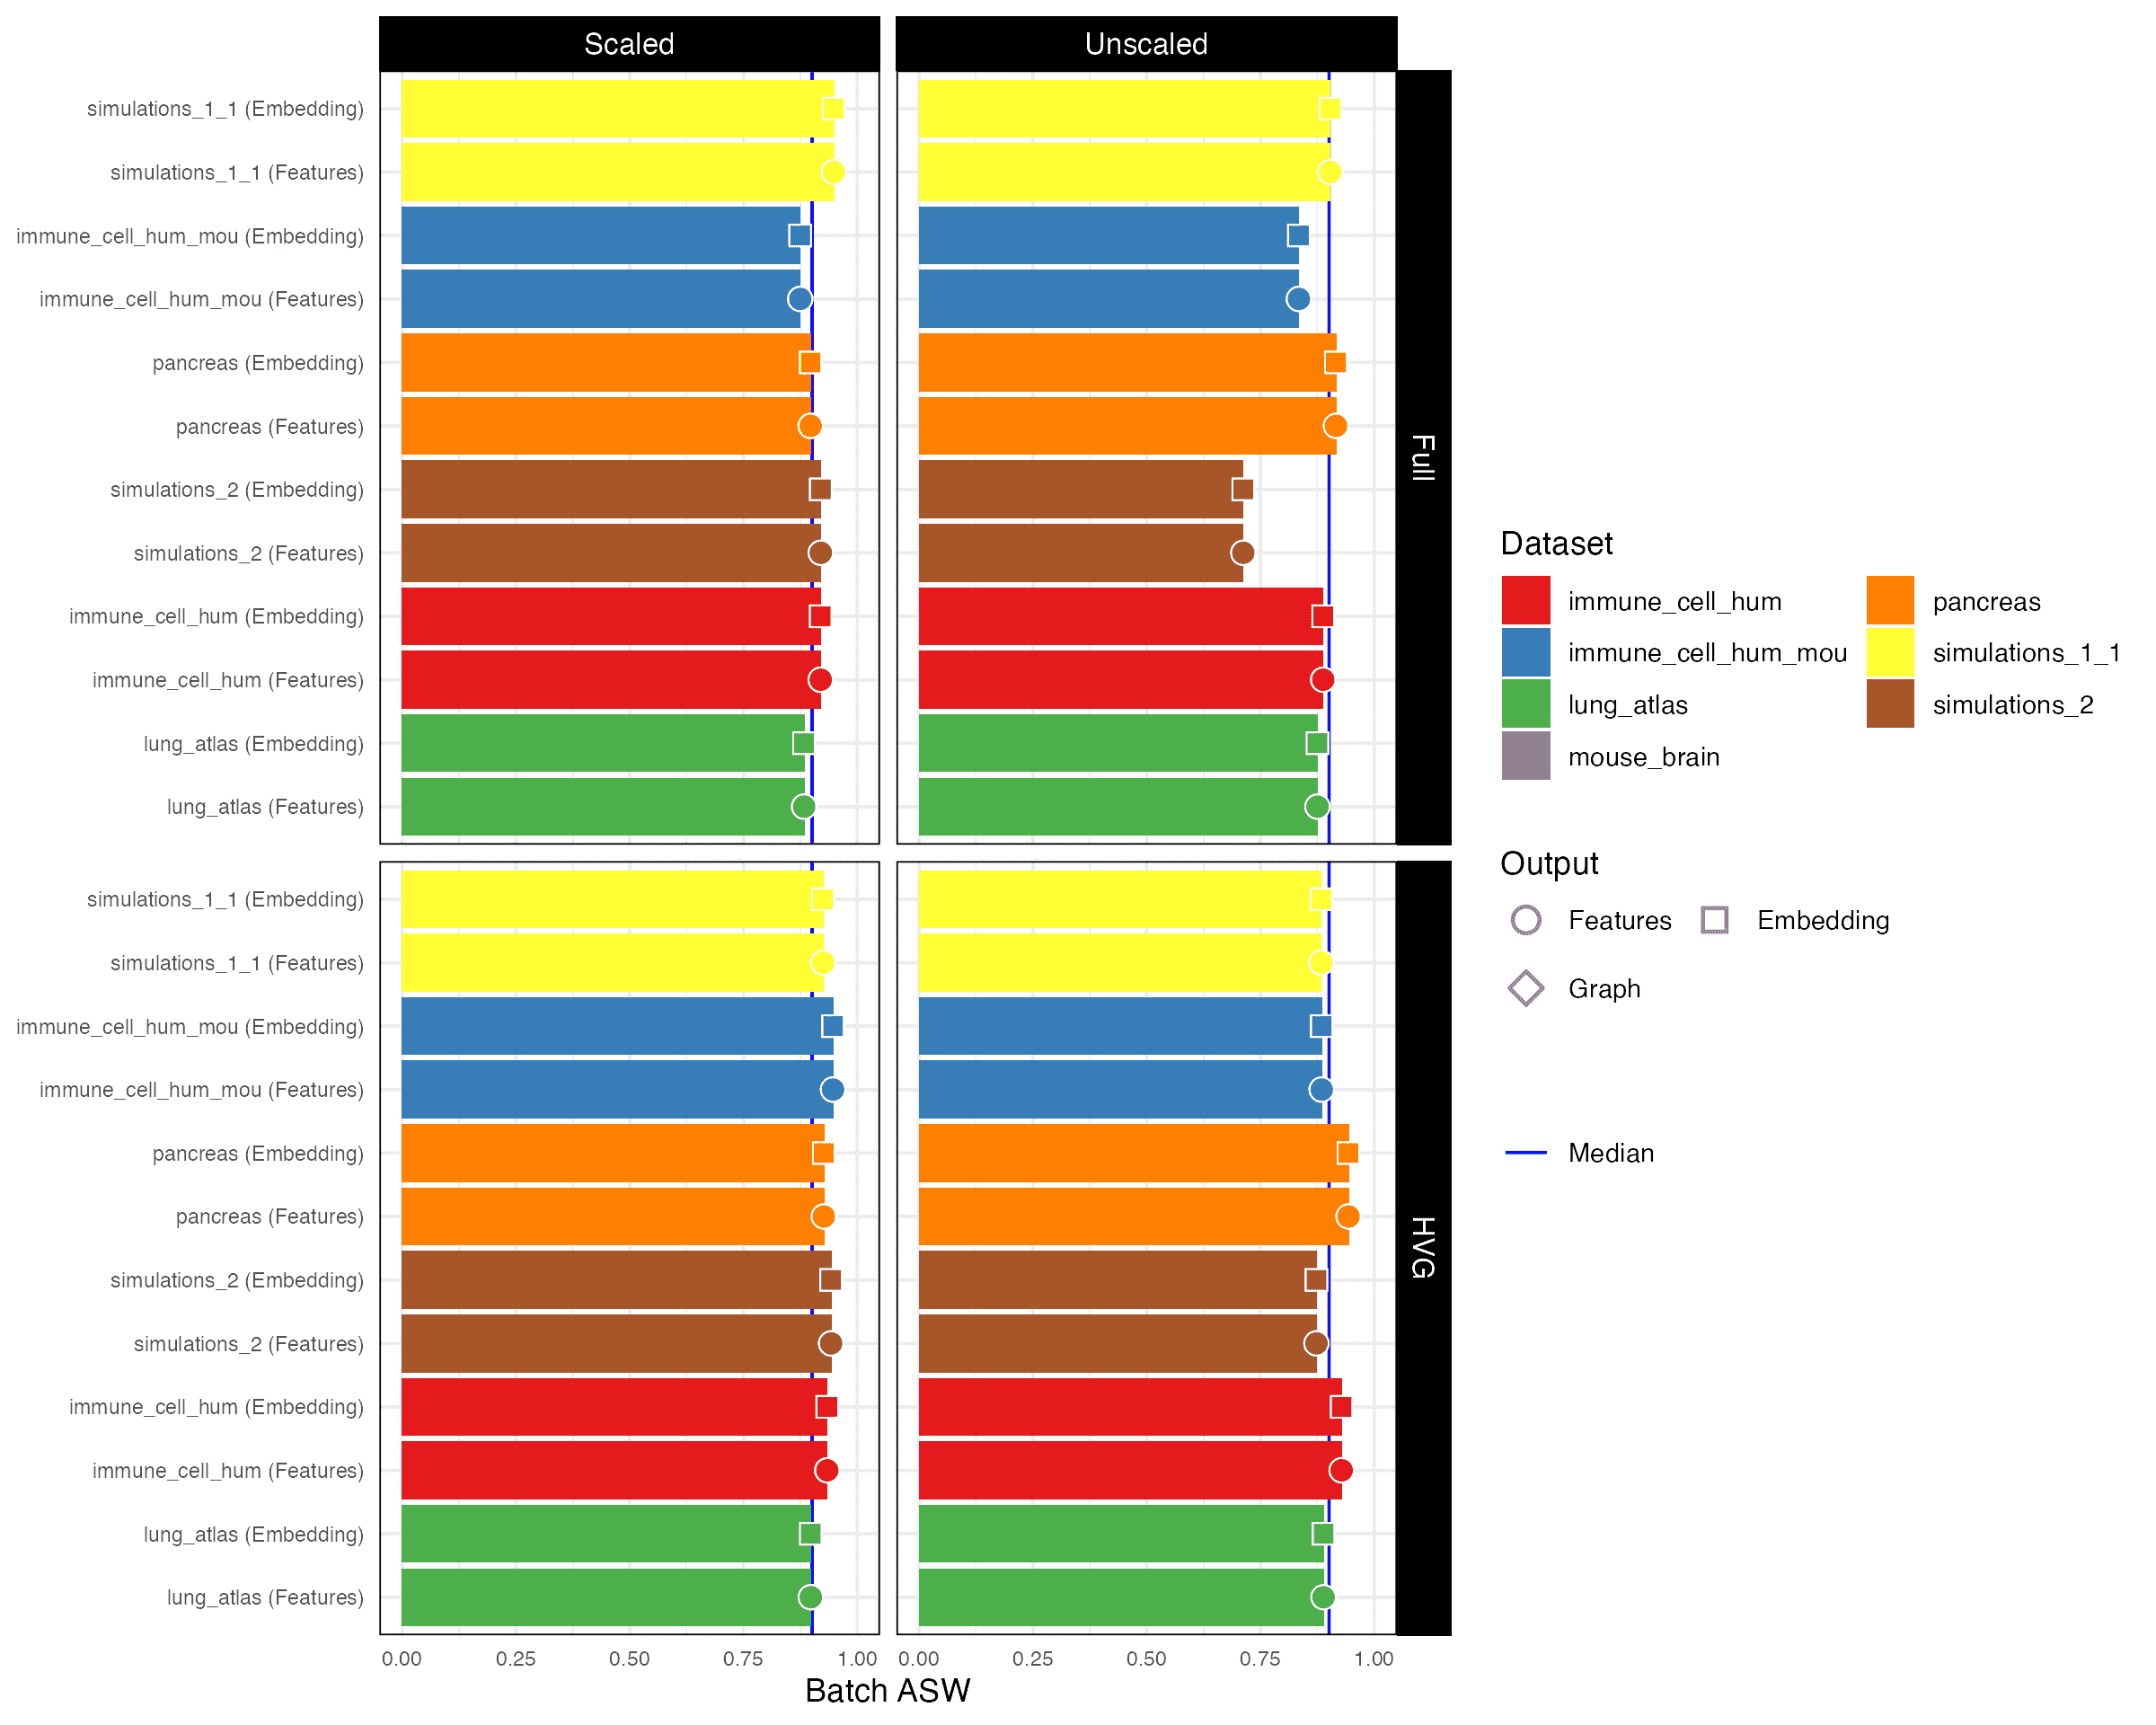 Scaled
Unscaled
simulations_1_1 (Embedding)
simulations_1_1 (Features)
immune_cell_hum_mou (Embedding)
immune_cell_hum_mou (Features)
pancreas (Embedding)
pancreas (Features)
simulations_2 (Embedding)
simulations_2 (Features)
immune_cell_hum (Embedding)
immune_cell_hum (Features)
lung_atlas (Embedding)
lung_atlas (Features)
Full
simulations_1_1 (Embedding)
simulations_1_1 (Features)
immune_cell_hum_mou (Embedding)
immune_cell_hum_mou (Features)
pancreas (Embedding)
pancreas (Features)
simulations_2 (Embedding)
simulations_2 (Features)
immune_cell_hum (Embedding)
immune_cell_hum (Features)
lung_atlas (Embedding)
lung_atlas (Features)
HVG
0.00 0.25 0.50 0.75 1.00 0.00 0.25 0.50 0.75 1.00
Batch ASW
Dataset
immune_cell_hum pancreas
immune_cell_hum_mou simulations_1_1
lung_atlas simulations_2
mouse_brain
Output
Features Embedding
Graph
Median